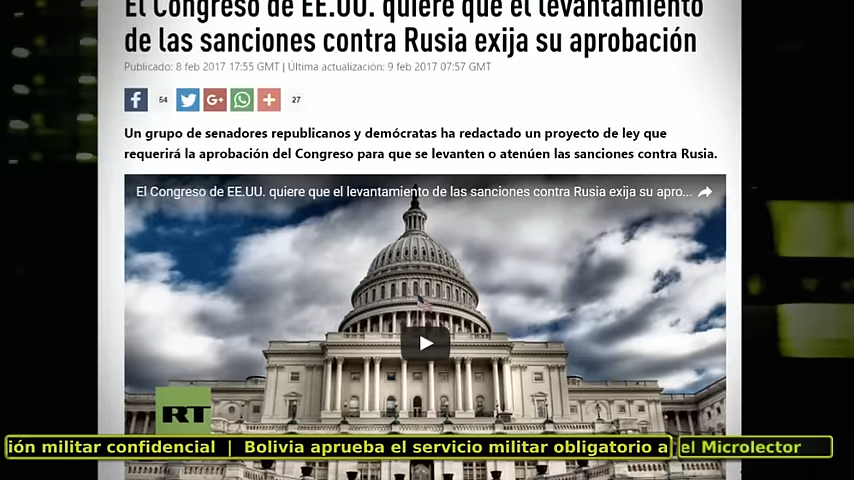 El Congreso de EE.UU. quiere que el levantamiento
de las sanciones contra Rusia exija su aprobación
Publicado: 8 feb 2017 17:55 GMT | Última actualización: 9 feb 2017 07:57 GMT
54
G+
27
Un grupo de senadores republicanos y demócratas ha redactado un proyecto de ley que
requerirá la aprobación del Congreso para que se levanten o atenúen las sanciones contra Rusia.
El Congreso de EE.UU. quiere que el levantamiento de las sanciones contra Rusia exija su apro...
RT
ión militar confidencial | Bolivia aprueba el servicio militar obligatorio a
el Microlector